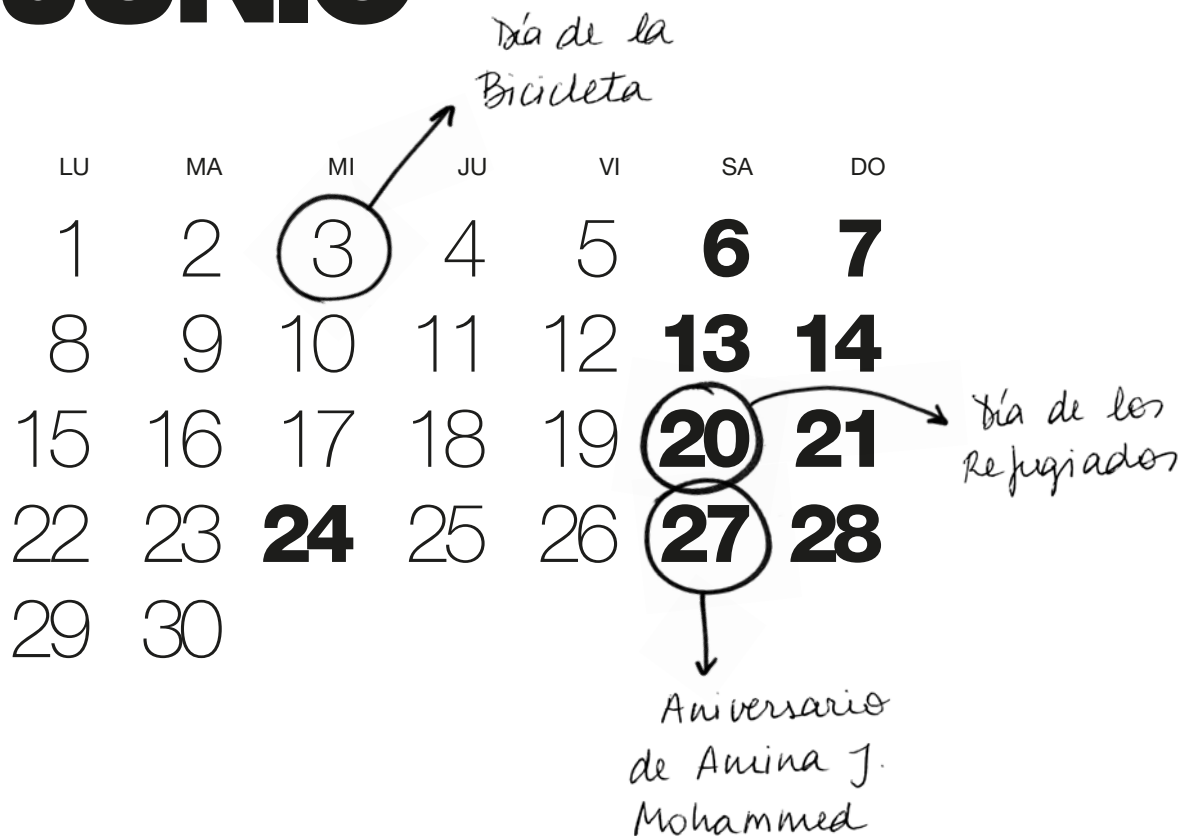 JUNIO
Día de la
Bicicleta
LU MA MI JU VI SA DO
1 2 3 4 5 6 7
8 9 10 11 12 13 14
15 16 17 18 19 20 21
Día de los
Refugiados
22 23 24 25 26 27 28
29 30
Aniversario
de Amina J.
Mohammed